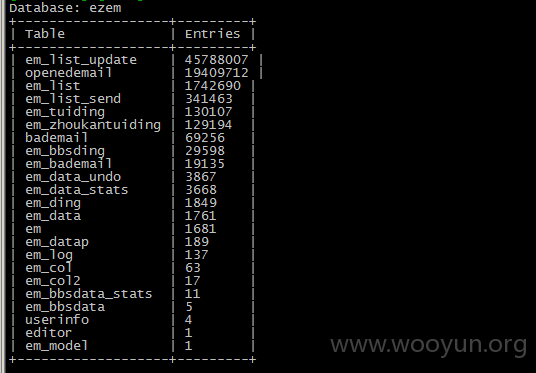 Database: ezem
+-------------------+----------+
| Table | Entries |
+-------------------+----------+
| em_list_update | 45788007 |
| openedemail | 19409712 |
| em_list | 1742690 |
| em_list_send | 341463 |
| em_tuiding | 130107 |
| em_zhoukantuiding | 129194 |
| bademail | 69256 |
| em_bbsding | 29598 |
| em_bademail | 19135 |
| em_data_undo | 3867 |
| em_data_stats | 3668 |
| em_ding | 1849 |
| em_data | 1761 |
| em | 1681 |
| em_datap | 189 |
| em_log | 137 |
| em_col | 63 |
| em_col2 | 17 |
| em_bbsdata_stats | 11 |
| em_bbsdata | 5 |
| userinfo | 4 |
| editor | 1 |
| em_model | 1 |
+-------------------+----------+
www.wooyun.org